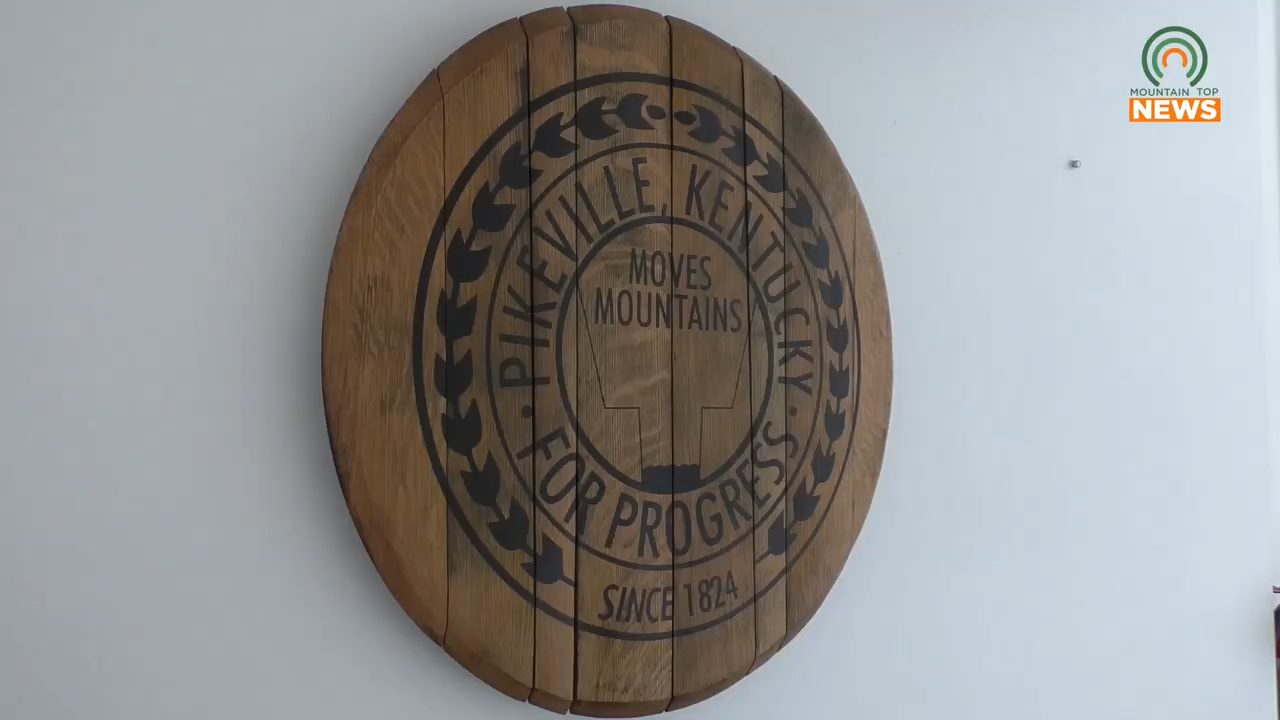 MOUNTAIN TOP
NEWS
PIKEVILLE, KENTUCKY
MOVES
MOUNTAINS
· FOR PROGRESS ·
SINCE 1824